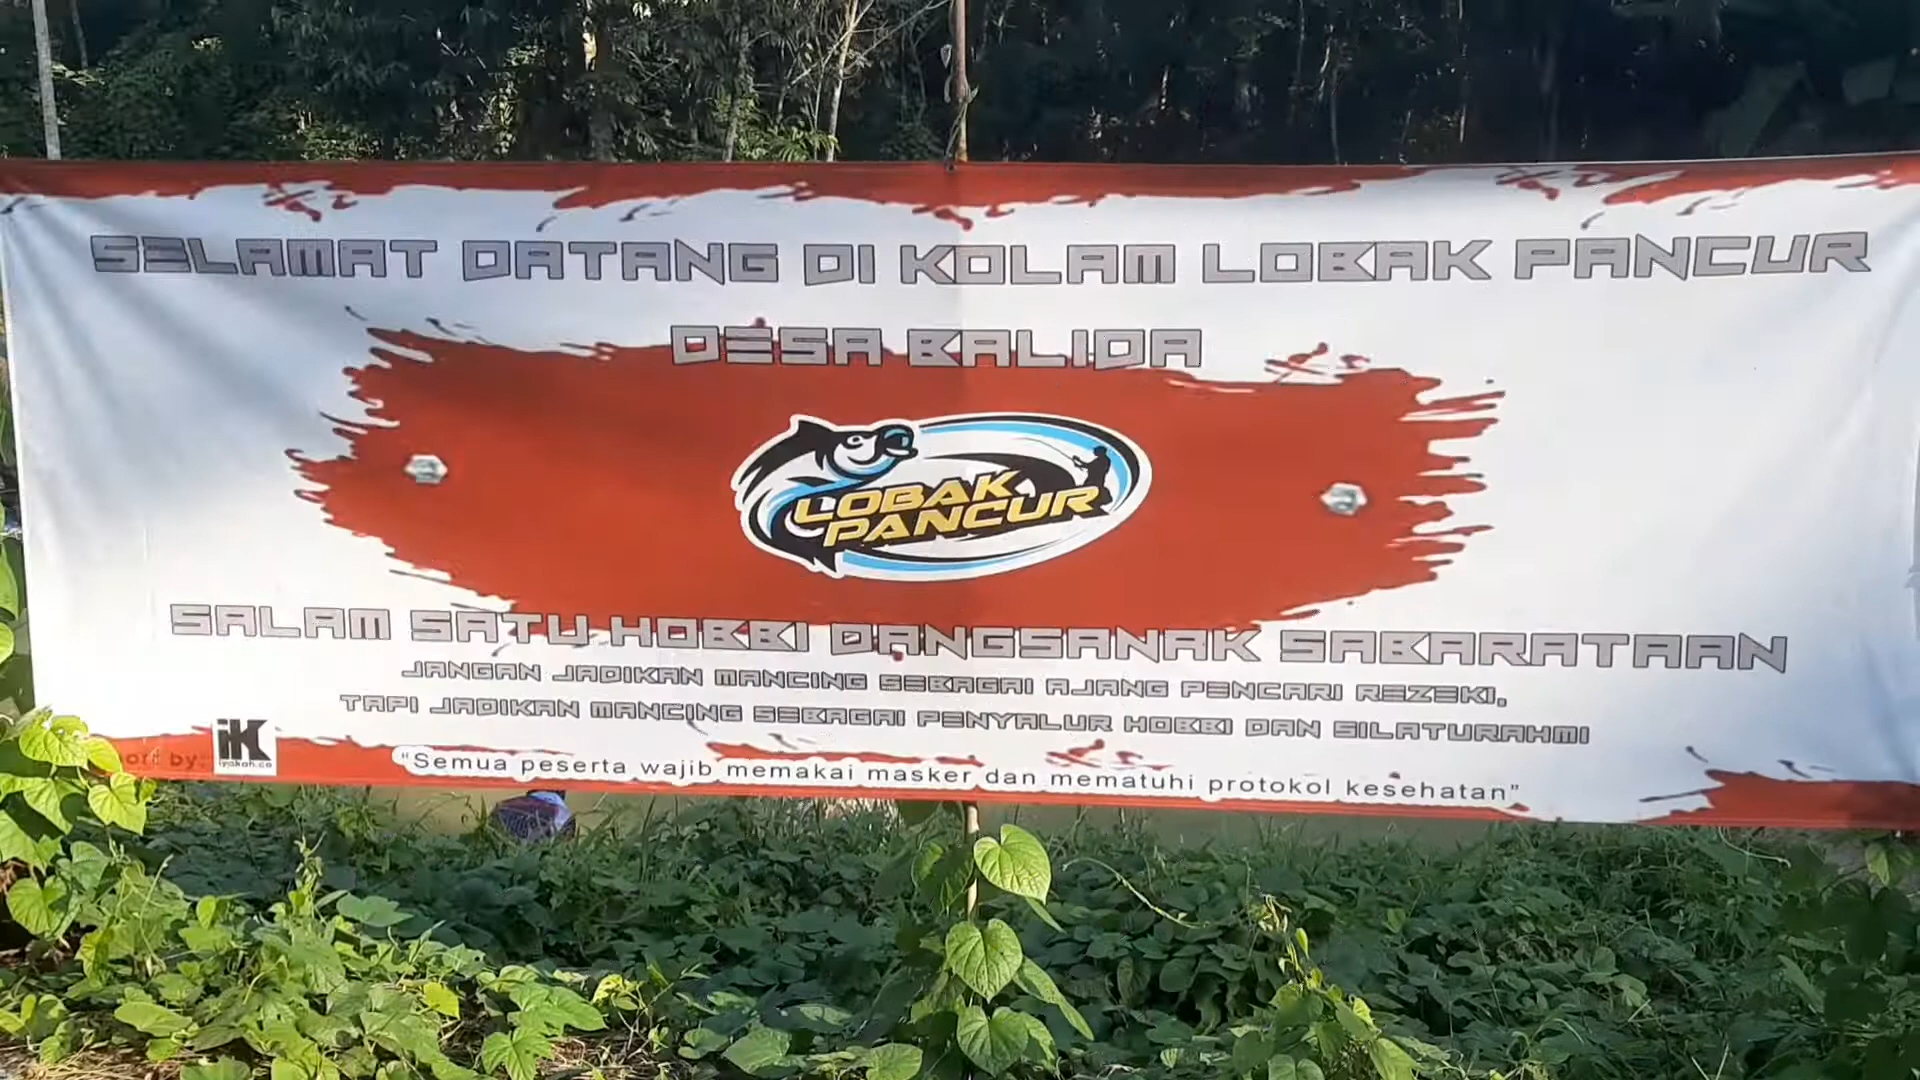 SELAMAT DATANG DI KOLAM LOBAK PANCUR
DESA BALIDA
LOBAK
PANCUR
SALAM SATU HOBBI DANGSANAK SABARATAAN
JANGAN JADIKAN MANCING SEBAGAI AJANG PENCARI REZEKI,
TAPI JADIKAN MANCING SEBAGAI PENYALUR HOBBI DAN SILATURAHMI
by:
iK
iyakah.co
"Semua peserta wajib memakai masker dan mematuhi protokol kesehatan"